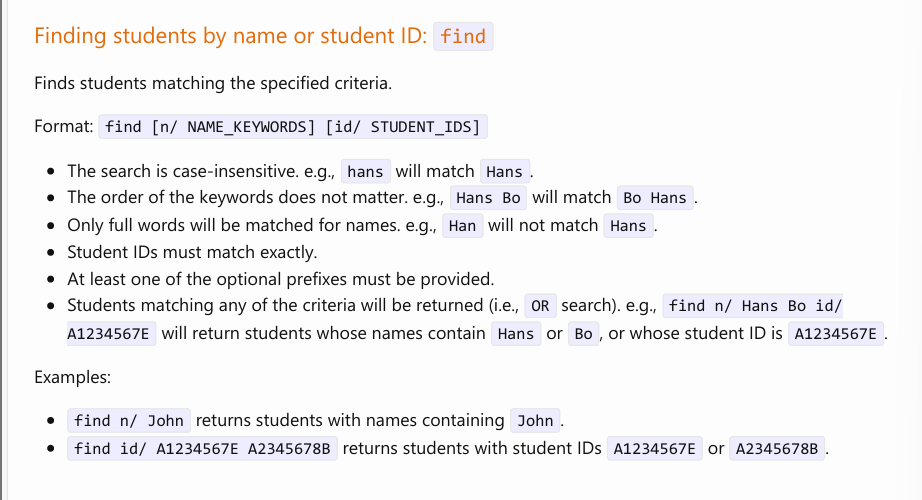 Finding students by name or student ID: find
Finds students matching the specified criteria.
Format: find [n/ NAME_KEYWORDS] [id/ STUDENT_IDS]
The search is case-insensitive. e.g., hans will match Hans.
The order of the keywords does not matter. e.g., Hans Bo will match Bo Hans.
Only full words will be matched for names. e.g., Han will not match Hans.
Student IDs must match exactly.
At least one of the optional prefixes must be provided.
Students matching any of the criteria will be returned (i.e., OR search). e.g., find n/ Hans Bo id/
A1234567E will return students whose names contain Hans or Bo, or whose student ID is A1234567E.
Examples:
find n/ John returns students with names containing John.
find id/ A1234567E A2345678B returns students with student IDs A1234567E or A2345678B.